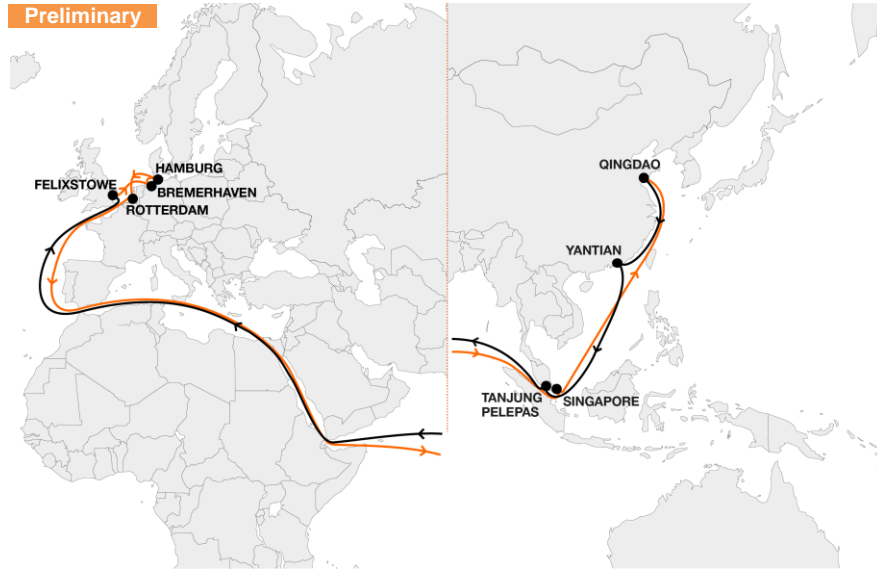 Preliminary
HAMBURG
FELIXSTOWE
BREMERHAVEN
ROTTERDAM
QINGDAO
YANTIAN
TANJUNG
PELEPAS
SINGAPORE